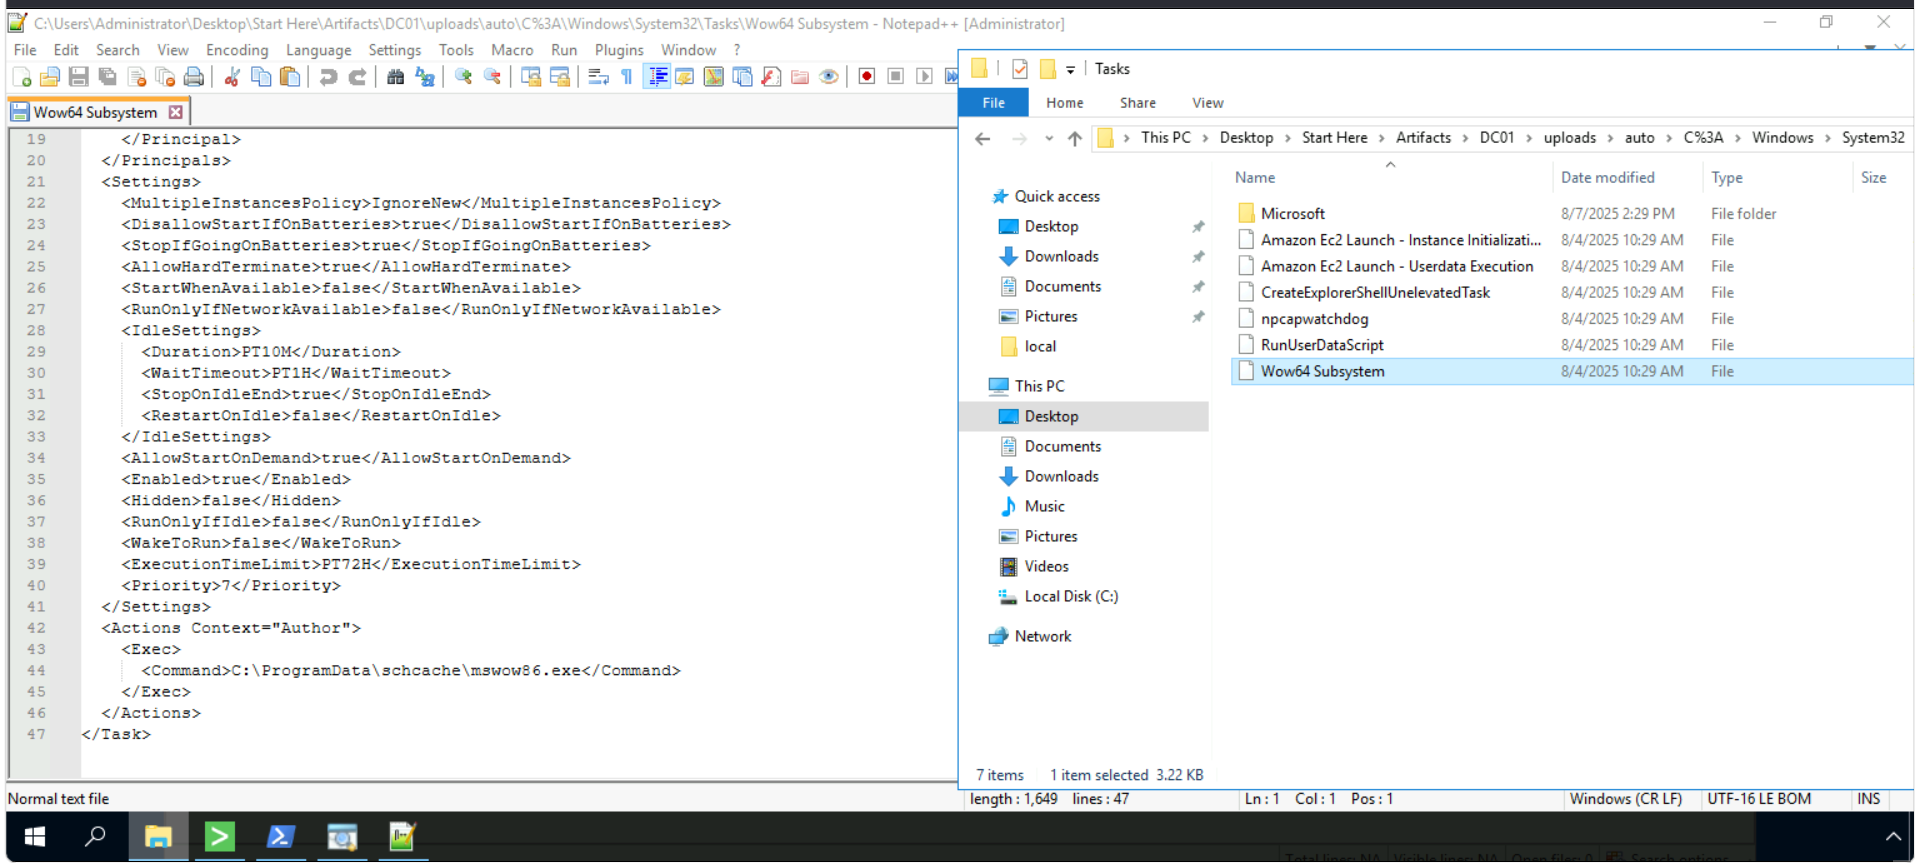 C:\Users\Administrator\Desktop\Start Here\Artifacts\DC01\uploads\auto\C%3A\Windows\System32\Tasks\Wow64 Subsystem - Notepad++ [Administrator]
File Edit Search View Encoding Language Settings Tools Macro Run Plugins Window ?
Wow64 Subsystem
19 </Principal>
20 </Principals>
21 <Settings>
22 <MultipleInstancesPolicy>IgnoreNew</MultipleInstancesPolicy>
23 <DisallowStartIfOnBatteries>true</DisallowStartIfOnBatteries>
24 <StopIfGoingOnBatteries>true</StopIfGoingOnBatteries>
25 <AllowHardTerminate>true</AllowHardTerminate>
26 <StartWhenAvailable>false</StartWhenAvailable>
27 <RunOnlyIfNetworkAvailable>false</RunOnlyIfNetworkAvailable>
28 <IdleSettings>
29 <Duration>PT10M</Duration>
30 <WaitTimeout>PT1H</WaitTimeout>
31 <StopOnIdleEnd>true</StopOnIdleEnd>
32 <RestartOnIdle>false</RestartOnIdle>
33 </IdleSettings>
34 <AllowStartOnDemand>true</AllowStartOnDemand>
35 <Enabled>true</Enabled>
36 <Hidden>false</Hidden>
37 <RunOnlyIfIdle>false</RunOnlyIfIdle>
38 <WakeToRun>false</WakeToRun>
39 <ExecutionTimeLimit>PT72H</ExecutionTimeLimit>
40 <Priority>7</Priority>
41 </Settings>
42 <Actions Context="Author">
43 <Exec>
44 <Command>C:\ProgramData\schcache\mswow86.exe</Command>
45 </Exec>
46 </Actions>
47 </Task>
Tasks
File Home Share View
This PC > Desktop > Start Here > Artifacts > DC01 > uploads > auto > C%3A > Windows > System32
Quick access
Desktop
Downloads
Documents
Pictures
local
This PC
Desktop
Documents
Downloads
Music
Pictures
Videos
Local Disk (C:)
Network
Name Date modified Type Size
Microsoft 8/7/2025 2:29 PM File folder
Amazon Ec2 Launch - Instance Initializati... 8/4/2025 10:29 AM File
Amazon Ec2 Launch - Userdata Execution 8/4/2025 10:29 AM File
CreateExplorerShellUnelevatedTask 8/4/2025 10:29 AM File
npcapwatchdog 8/4/2025 10:29 AM File
RunUserDataScript 8/4/2025 10:29 AM File
Wow64 Subsystem 8/4/2025 10:29 AM File
7 items 1 item selected 3.22 KB
Normal text file length : 1,649 lines : 47 Ln : 1 Col : 1 Pos : 1 Windows (CR LF) UTF-16 LE BOM INS
Total lines: NA Visible lines: NA Open files: 0 Search options